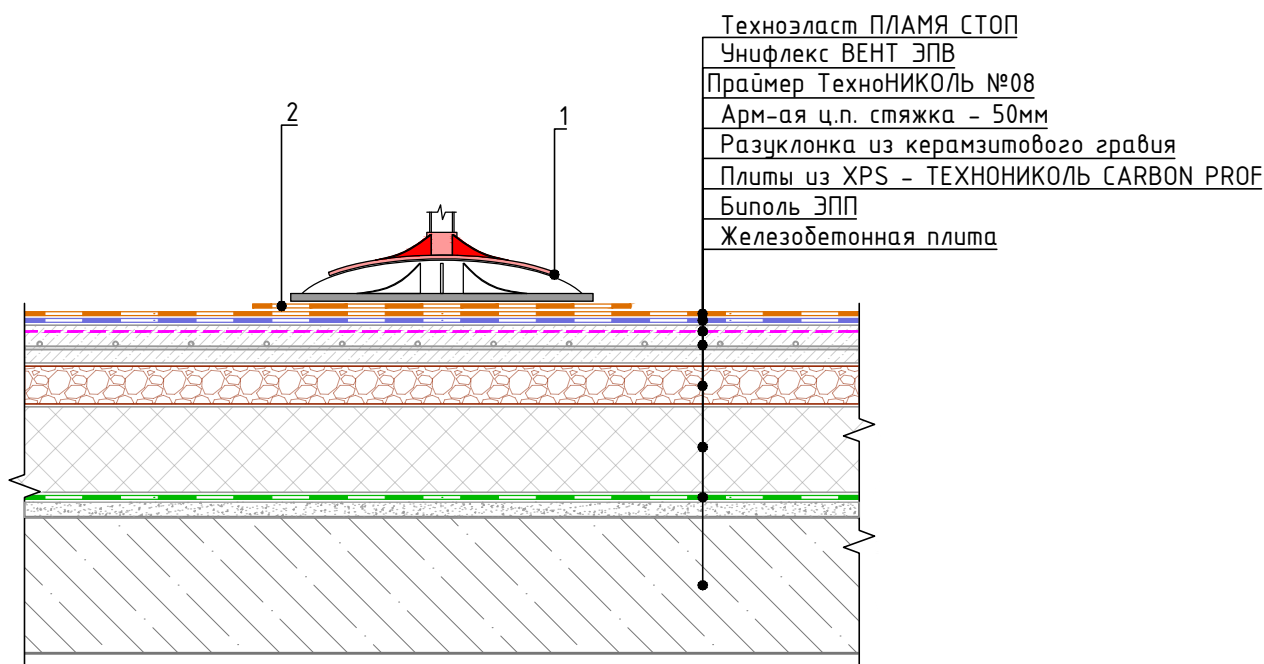 Техноэласт ПЛАМЯ СТОП
Унифлекс ВЕНТ ЭПВ
Праймер ТехноНИКОЛЬ №08
Арм-ая ц.п. стяжка - 50мм
Разуклонка из керамзитового гравия
Плиты из XPS - ТЕХНОНИКОЛЬ CARBON PROF
Биполь ЭПП
Железобетонная плита
2
1